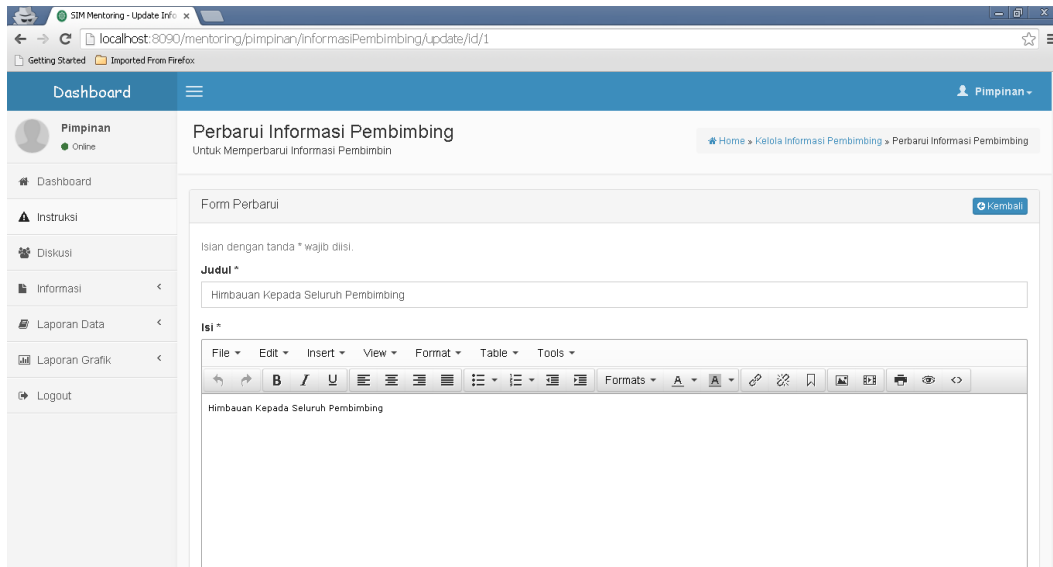 SIM Mentoring - Update Info
localhost:8090/mentoring/pimpinan/informasiPembimbing/update/id/1
Getting Started Imported From Firefox
Dashboard Pimpinan
Pimpinan
Online
Perbarui Informasi Pembimbing
Untuk Memperbarui Informasi Pembimbin
Home » Kelola Informasi Pembimbing » Perbarui Informasi Pembimbing
Dashboard
Instruksi
Diskusi
Informasi
Laporan Data
Laporan Grafik
Logout
Form Perbarui Kembali
Isian dengan tanda * wajib diisi.
Judul *
Himbauan Kepada Seluruh Pembimbing
Isi *
File Edit Insert View Format Table Tools
B I U Formats A A
Himbauan Kepada Seluruh Pembimbing